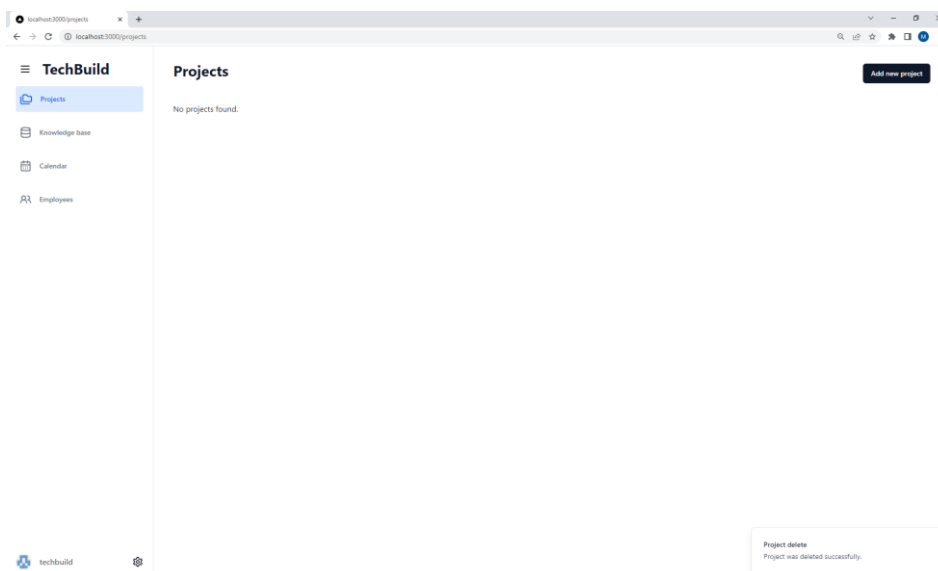 localhost:3000/projects
localhost:3000/projects
M
TechBuild
Projects
Add new project
Projects
No projects found.
Knowledge base
Calendar
Employees
Project delete
Project was deleted successfully.
techbuild